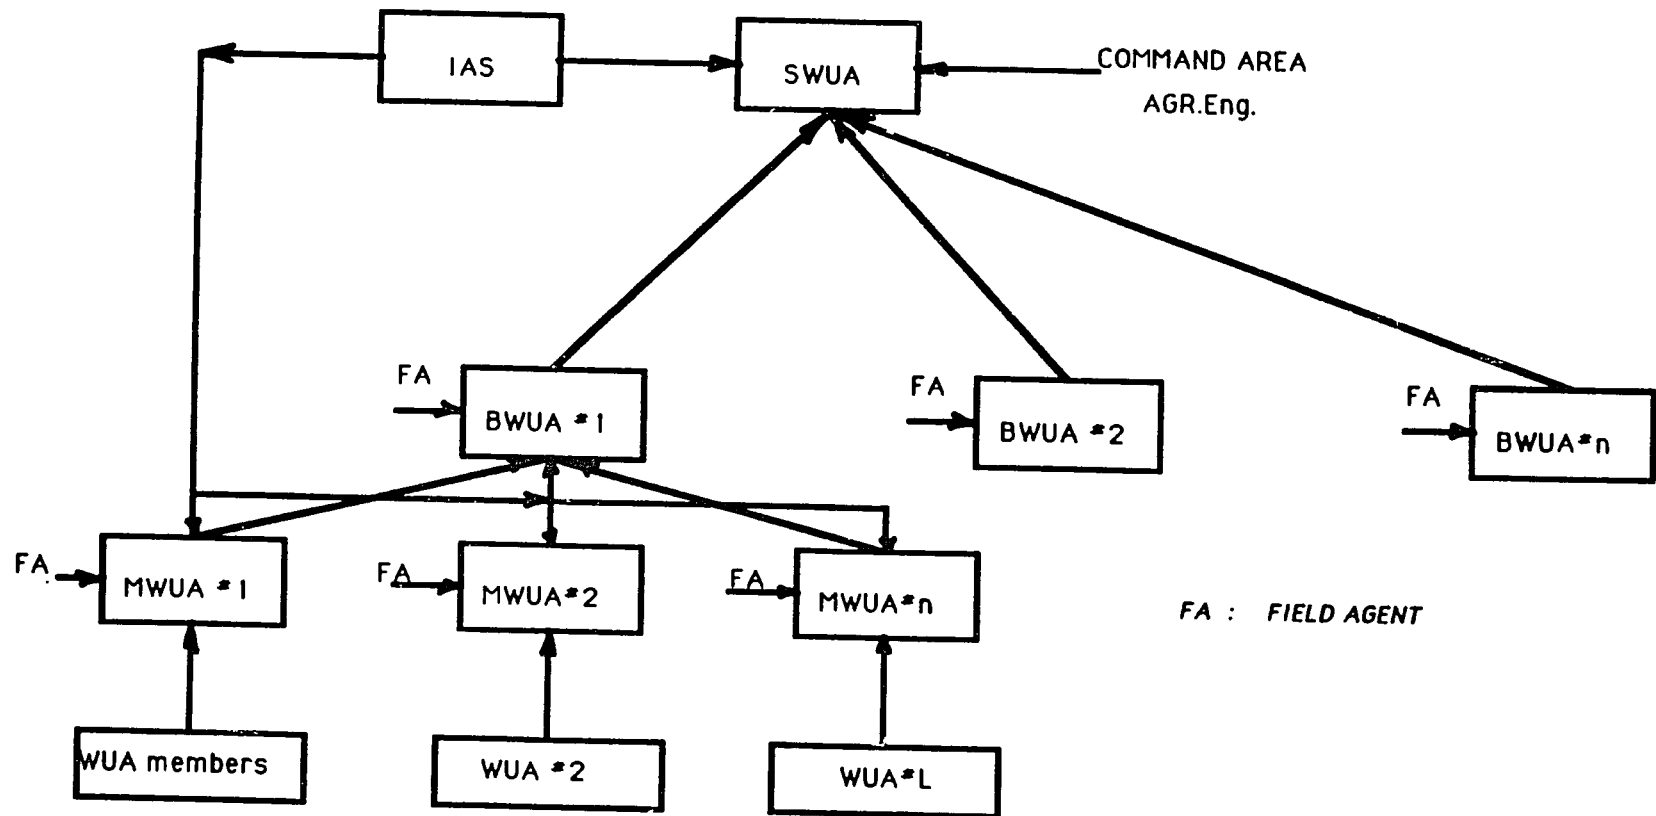 IAS
SWUA
COMMAND AREA
AGR.Eng.
FA
BWUA #1
FA
BWUA #2
FA
BWUA#n
FA
MWUA #1
FA
MWUA#2
FA
MWUA#n
FA : FIELD AGENT
WUA members
WUA #2
WUA#L